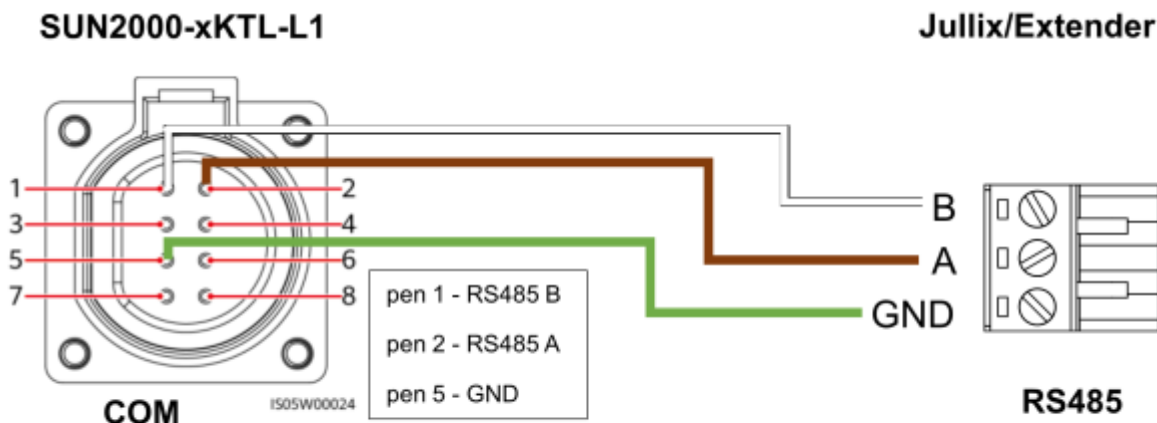 SUN2000-xKTL-L1
Jullix/Extender
1
2
3
4
5
6
7
8
B
A
GND
pen 1 - RS485 B
pen 2 - RS485 A
pen 5 - GND
IS05W00024
COM
RS485